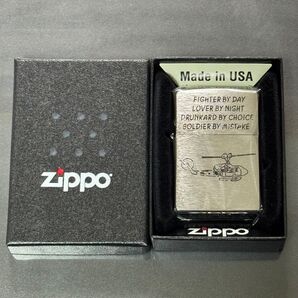 Made in USA
FIGHTER BY DAY
LOVER BY NIGHT
DRUNKARD BY CHOICE
SOLDIER BY MISTAKE
zippo
zippo